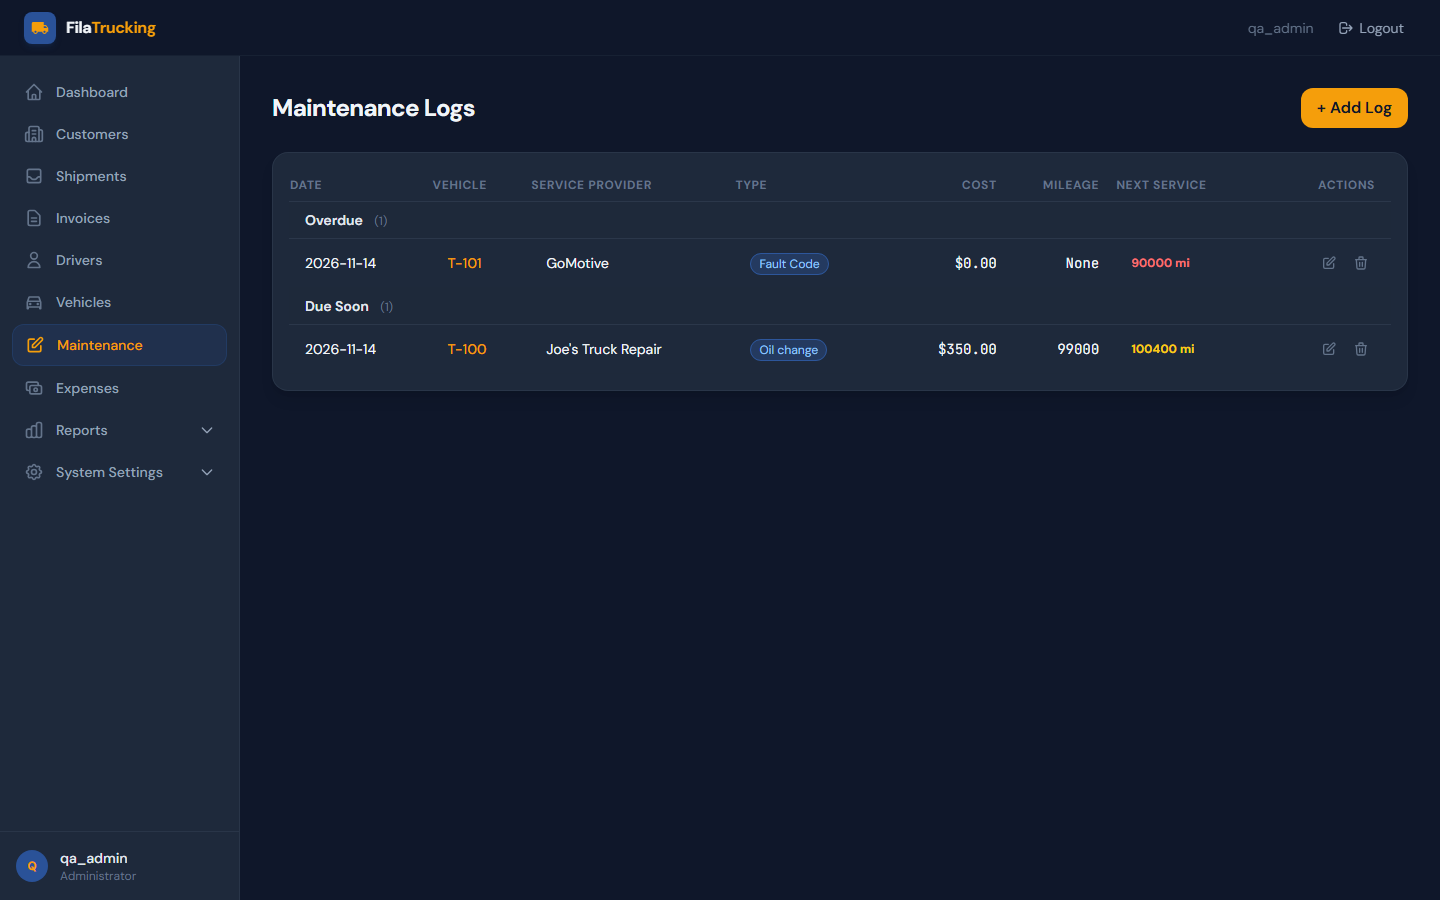 FilaTrucking
qa_admin Logout
Dashboard
Customers
Shipments
Invoices
Drivers
Vehicles
Maintenance
Expenses
Reports
System Settings
Maintenance Logs
+ Add Log
DATE VEHICLE SERVICE PROVIDER TYPE COST MILEAGE NEXT SERVICE ACTIONS
Overdue (1)
2026-11-14 T-101 GoMotive Fault Code $0.00 None 90000 mi
Due Soon (1)
2026-11-14 T-100 Joe's Truck Repair Oil change $350.00 99000 100400 mi
Q
qa_admin
Administrator